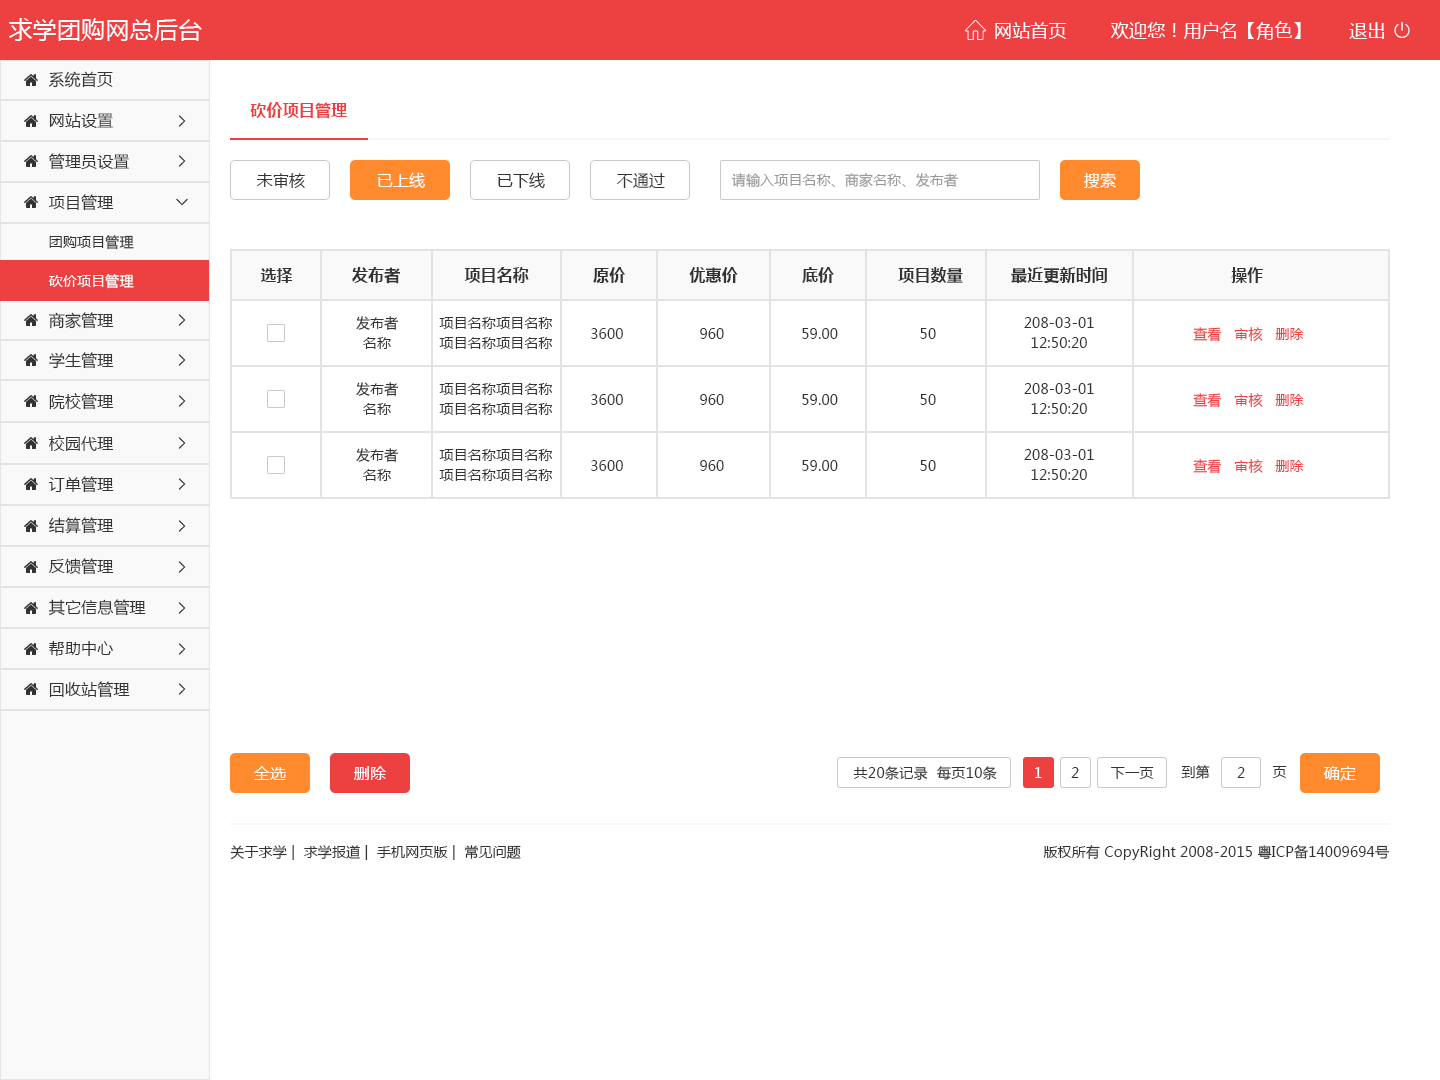 求学团购网总后台
网站首页
欢迎您！用户名【角色】
退出
系统首页
网站设置
管理员设置
项目管理
团购项目管理
砍价项目管理
商家管理
学生管理
院校管理
校园代理
订单管理
结算管理
反馈管理
其它信息管理
帮助中心
回收站管理
砍价项目管理
未审核 已上线 已下线 不通过 请输入项目名称、商家名称、发布者 搜索
选择 发布者 项目名称 原价 优惠价 底价 项目数量 最近更新时间 操作
发布者名称 项目名称项目名称项目名称项目名称 3600 960 59.00 50 208-03-01 12:50:20 查看 审核 删除
发布者名称 项目名称项目名称项目名称项目名称 3600 960 59.00 50 208-03-01 12:50:20 查看 审核 删除
发布者名称 项目名称项目名称项目名称项目名称 3600 960 59.00 50 208-03-01 12:50:20 查看 审核 删除
全选 删除 共20条记录 每页10条 1 2 下一页 到第 2 页 确定
关于求学 | 求学报道 | 手机网页版 | 常见问题
版权所有 CopyRight 2008-2015 粤ICP备14009694号